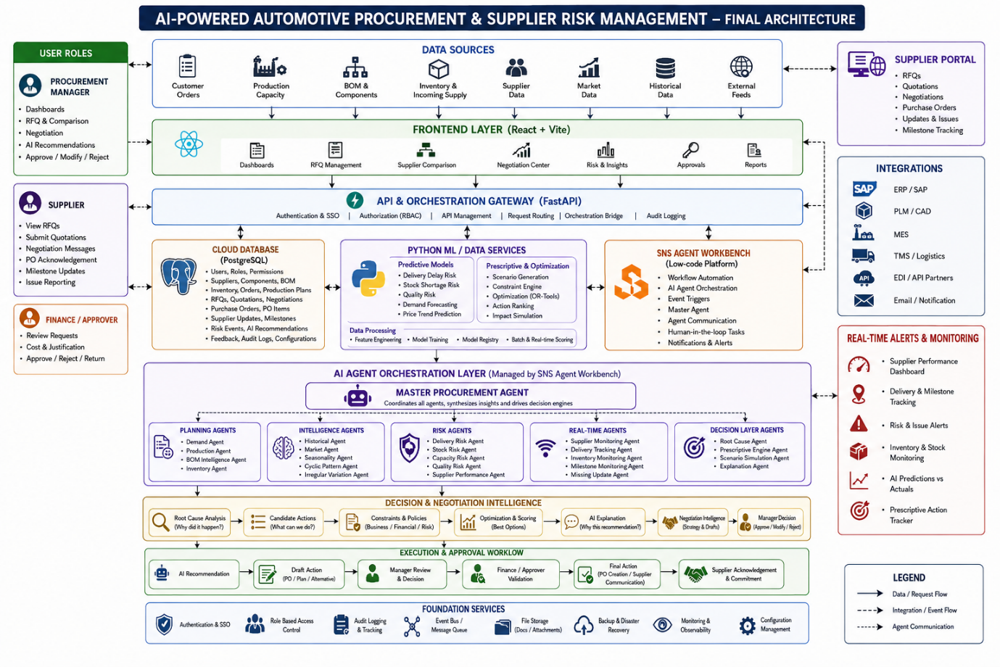 AI-POWERED AUTOMOTIVE PROCUREMENT & SUPPLIER RISK MANAGEMENT – FINAL ARCHITECTURE
USER ROLES
PROCUREMENT
MANAGER
• Dashboards
• RFQ & Comparison
• Negotiation
• AI Recommendations
• Approve / Modify / Reject
SUPPLIER
• View RFQs
• Submit Quotations
• Negotiation Messages
• PO Acknowledgement
• Milestone Updates
• Issue Reporting
FINANCE / APPROVER
• Review Requests
• Cost & Justification
• Approve / Reject / Return
DATA SOURCES
Customer
Orders
Production
Capacity
BOM &
Components
Inventory &
Incoming Supply
Supplier
Data
Market
Data
Historical
Data
External
Feeds
FRONTEND LAYER (React + Vite)
Dashboards
RFQ Management
Supplier Comparison
Negotiation Center
Risk & Insights
Approvals
Reports
API & ORCHESTRATION GATEWAY (FastAPI)
Authentication & SSO | Authorization (RBAC) | API Management | Request Routing | Orchestration Bridge | Audit Logging
CLOUD DATABASE
(PostgreSQL)
• Users, Roles, Permissions
• Suppliers, Components, BOM
• Inventory, Orders, Production Plans
• RFQs, Quotations, Negotiations
• Purchase Orders, PO Items
• Supplier Updates, Milestones
• Risk Events, AI Recommendations
• Feedback, Audit Logs, Configurations
PYTHON ML / DATA SERVICES
Predictive Models
• Delivery Delay Risk
• Stock Shortage Risk
• Quality Risk
• Demand Forecasting
• Price Trend Prediction
Prescriptive & Optimization
• Scenario Generation
• Constraint Engine
• Optimization (OR-Tools)
• Action Ranking
• Impact Simulation
Data Processing
• Feature Engineering • Model Training • Model Registry • Batch & Real-time Scoring
SNS AGENT WORKBENCH
(Low-code Platform)
• Workflow Automation
• AI Agent Orchestration
• Event Triggers
• Master Agent
• Agent Communication
• Human-in-the-loop Tasks
• Notifications & Alerts
AI AGENT ORCHESTRATION LAYER (Managed by SNS Agent Workbench)
MASTER PROCUREMENT AGENT
Coordinates all agents, synthesizes insights and drives decision engines
PLANNING AGENTS
• Demand Agent
• Production Agent
• BOM Intelligence Agent
• Inventory Agent
INTELLIGENCE AGENTS
• Historical Agent
• Market Agent
• Seasonality Agent
• Cyclic Pattern Agent
• Irregular Variation Agent
RISK AGENTS
• Delivery Risk Agent
• Stock Risk Agent
• Capacity Risk Agent
• Quality Risk Agent
• Supplier Performance Agent
REAL-TIME AGENTS
• Supplier Monitoring Agent
• Delivery Tracking Agent
• Inventory Monitoring Agent
• Milestone Monitoring Agent
• Missing Update Agent
DECISION LAYER AGENTS
• Root Cause Agent
• Prescriptive Engine Agent
• Scenario Simulation Agent
• Explanation Agent
DECISION & NEGOTIATION INTELLIGENCE
Root Cause Analysis
(Why did it happen?)
Candidate Actions
(What can we do?)
Constraints & Policies
(Business / Financial / Risk)
Optimization & Scoring
(Best Options)
AI Explanation
(Why this recommendation?)
Negotiation Intelligence
(Strategy & Drafts)
Manager Decision
(Approve / Modify / Reject)
EXECUTION & APPROVAL WORKLOW
AI Recommendation
Draft Action
(PO / Plan / Alternative)
Manager Review
& Decision
Finance / Approver
Validation
Final Action
(PO Creation / Supplier
Communication)
Supplier Acknowledgement
& Commitment
FOUNDATION SERVICES
Authentication & SSO
Role Based Access
Control
Audit Logging
& Tracking
Event Bus /
Message Queue
File Storage
(Docs / Attachments)
Backup & Disaster
Recovery
Monitoring &
Observability
Configuration
Management
SUPPLIER PORTAL
• RFQs
• Quotations
• Negotiations
• Purchase Orders
• Updates & Issues
• Milestone Tracking
INTEGRATIONS
SAP
ERP / SAP
PLM / CAD
MES
TMS / Logistics
API
EDI / API Partners
Email / Notification
REAL-TIME ALERTS & MONITORING
• Supplier Performance
Dashboard
• Delivery & Milestone
Tracking
• Risk & Issue Alerts
• Inventory & Stock
Monitoring
• AI Predictions vs
Actuals
• Prescriptive Action
Tracker
LEGEND
Data / Request Flow
Integration / Event Flow
Agent Communication